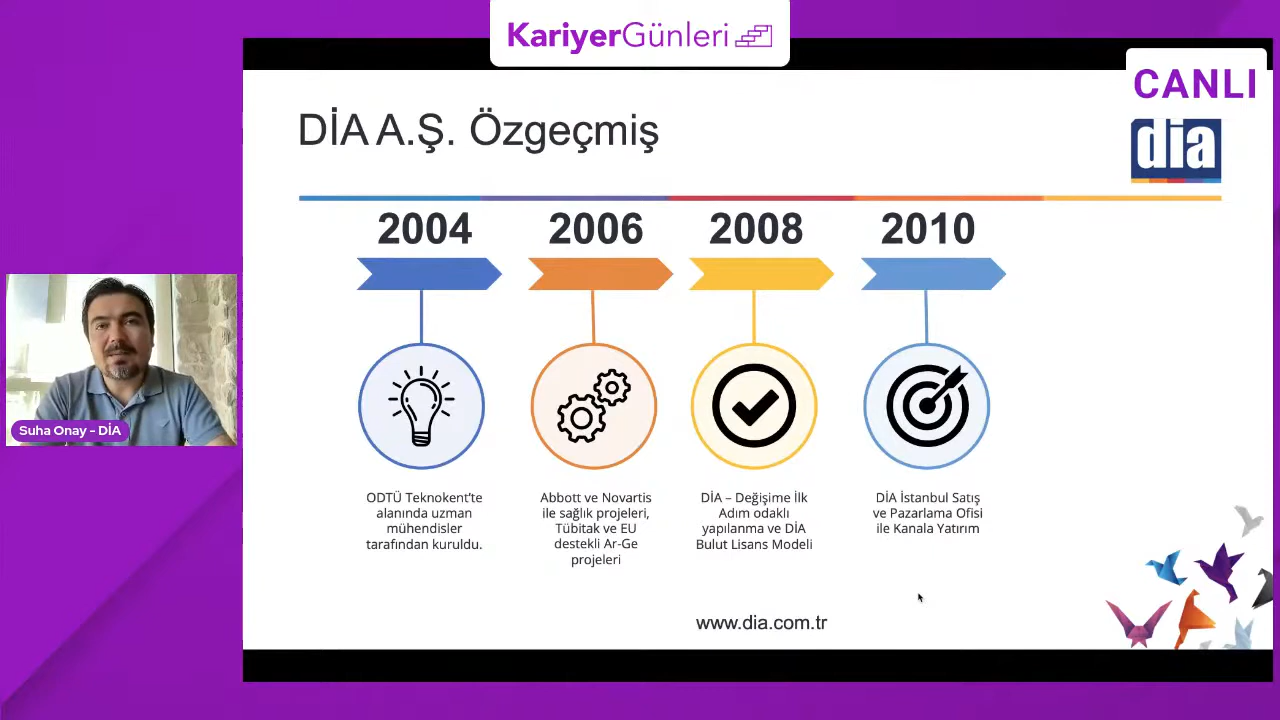 KariyerGünleri
CANLI
dia
DİA A.Ş. Özgeçmiş
2004
2006
2008
2010
ODTÜ Teknokent'te
alanında uzman
mühendisler
tarafından kuruldu.
Abbott ve Novartis
ile sağlık projeleri,
Tübitak ve EU
destekli Ar-Ge
projeleri
DİA – Değişime İlk
Adım odaklı
yapılanma ve DİA
Bulut Lisans Modeli
DİA İstanbul Satış
ve Pazarlama Ofisi
ile Kanala Yatırım
Suha Onay - DİA
www.dia.com.tr